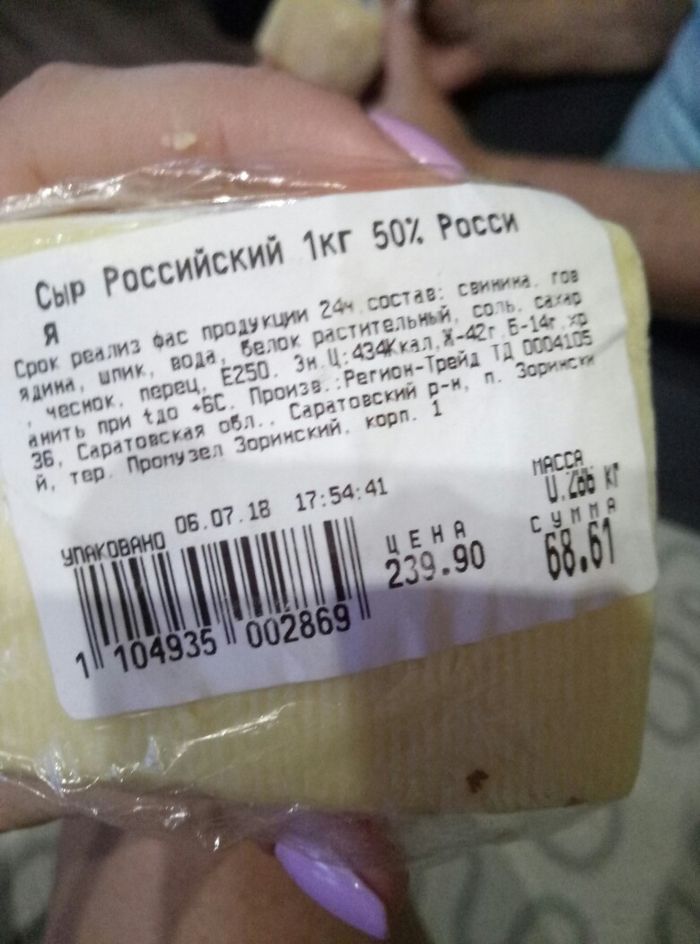 Сыр Российский 1кг 50% Росси
я
Срок реализ фас продукции 24ч состав: свинина, гов
ядина, шпик, вода, белок растительный, соль, сахар
, чеснок, перец, Е250. Эн.Ц:434Ккал,Ж-42г,Б-14г,хр
анить при tдо +6С. Произв.:Регион-Трейд ТД 0004105
36, Саратовская обл., Саратовский р-н, п. Зорински
й, тер. Промузел Зоринский, корп. 1
УПАКОВАНО 06.07.18 17:54:41
МАССА
0.286 КГ
ЦЕНА
239.90
СУММА
68.61
1 104935 002869